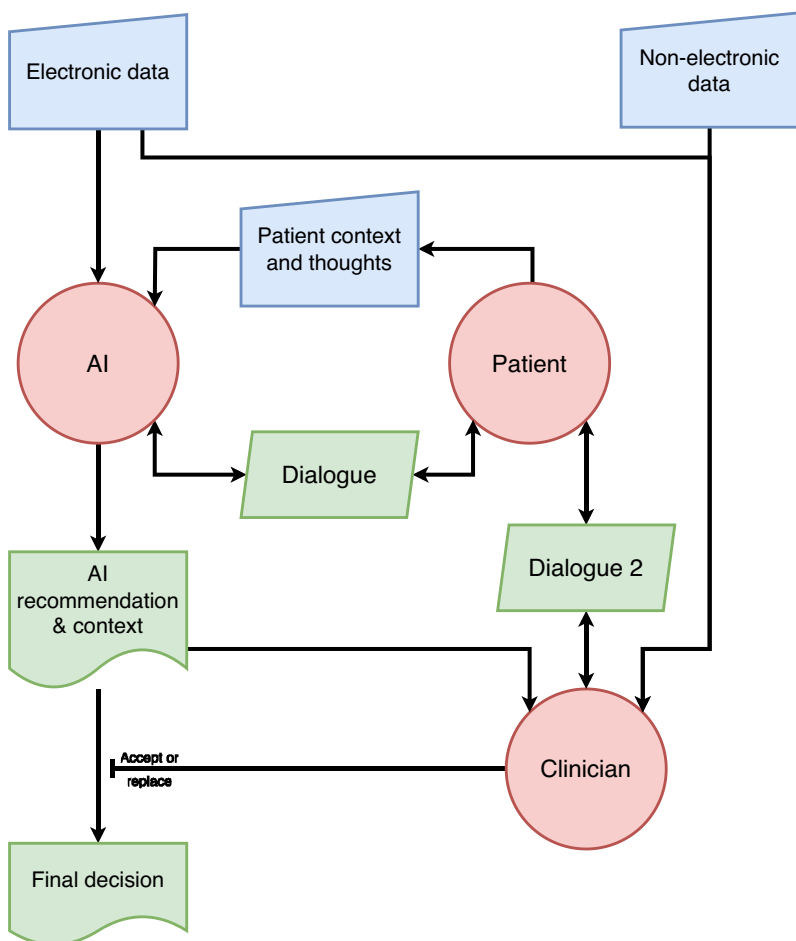 Electronic data
Non-electronic
data
Patient context
and thoughts
AI
Patient
Dialogue
Dialogue 2
AI
recommendation
& context
Accept or
replace
Clinician
Final decision